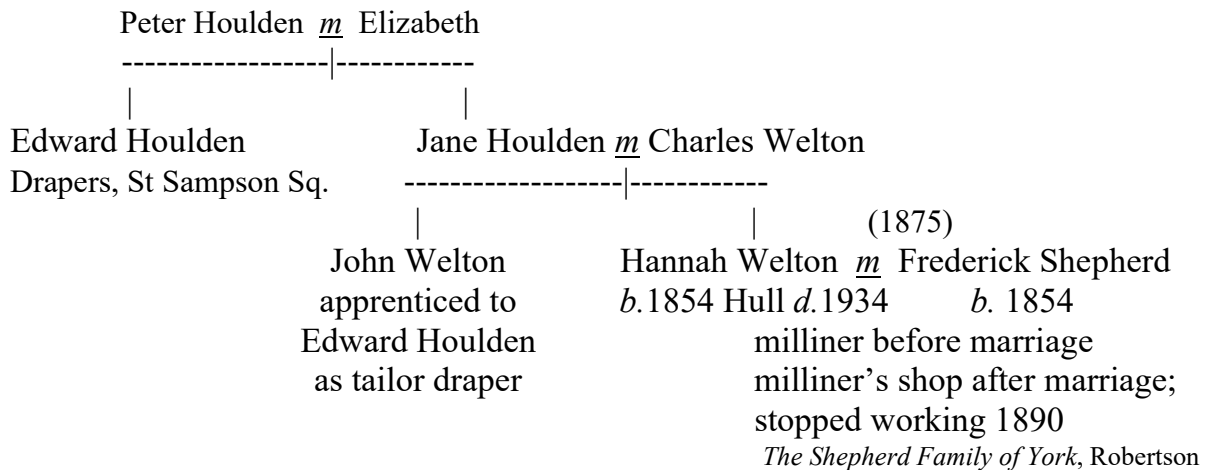 Peter Houlden m Elizabeth
------------------|------------
| |
Edward Houlden Jane Houlden m Charles Welton
Drapers, St Sampson Sq. -------------------|------------
| | (1875)
John Welton Hannah Welton m Frederick Shepherd
apprenticed to b.1854 Hull d.1934 b. 1854
Edward Houlden milliner before marriage
as tailor draper milliner’s shop after marriage;
stopped working 1890
The Shepherd Family of York, Robertson